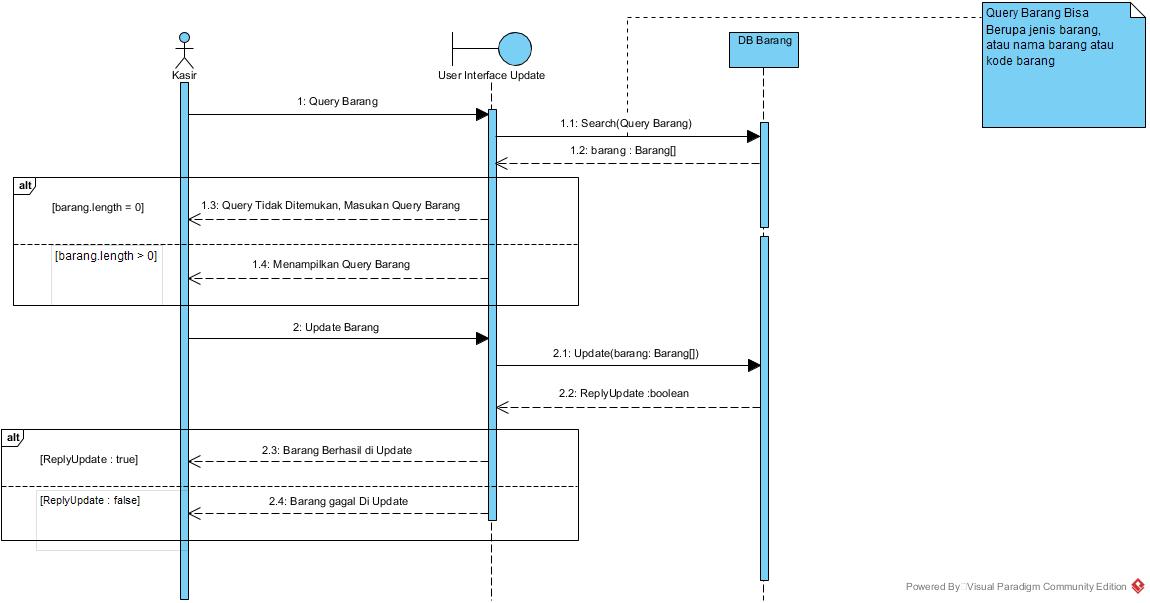 Query Barang Bisa
Berupa jenis barang,
atau nama barang atau
kode barang
DB Barang
Kasir
User Interface Update
1: Query Barang
1.1: Search(Query Barang)
1.2: barang : Barang[]
alt
[barang.length = 0]
1.3: Query Tidak Ditemukan, Masukan Query Barang
[barang.length > 0]
1.4: Menampilkan Query Barang
2: Update Barang
2.1: Update(barang: Barang[])
2.2: ReplyUpdate :boolean
alt
[ReplyUpdate : true]
2.3: Barang Berhasil di Update
[ReplyUpdate : false]
2.4: Barang gagal Di Update
Powered By Visual Paradigm Community Edition